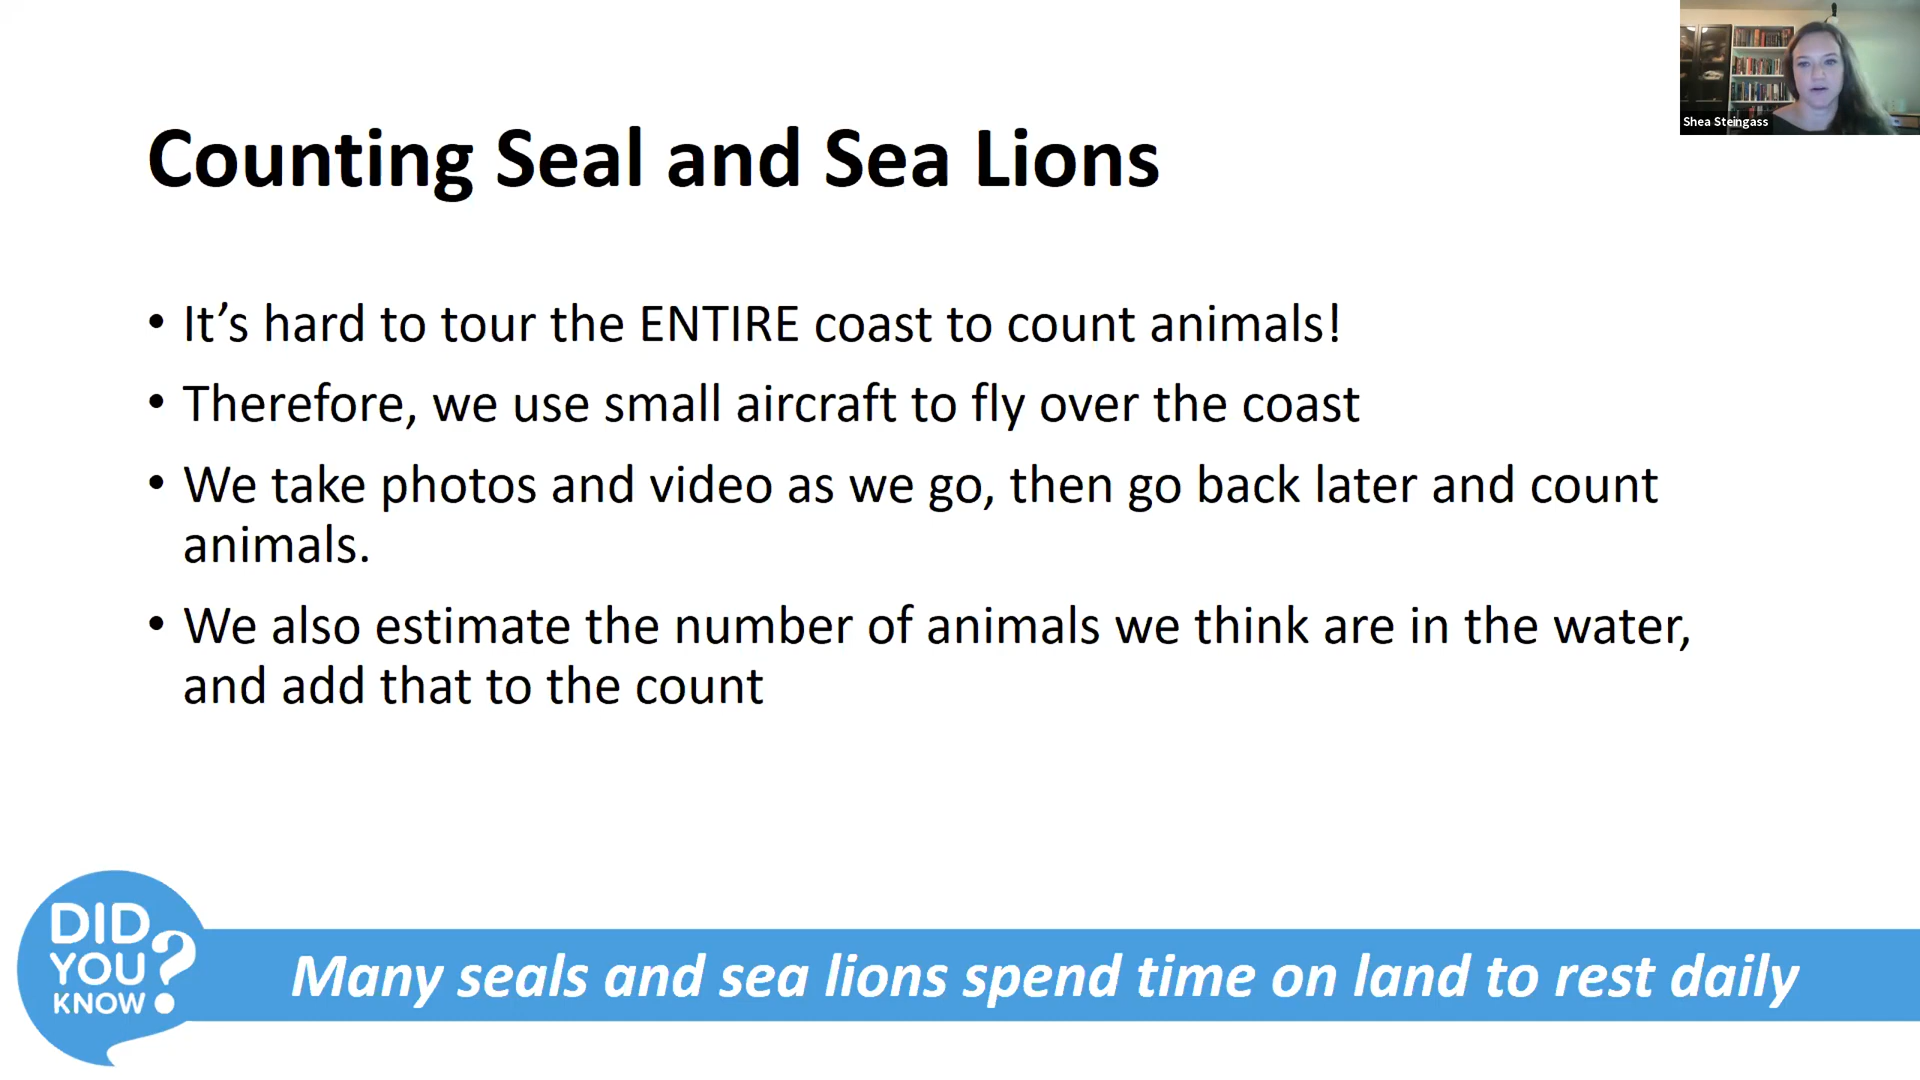 Shea Steingass
Counting Seal and Sea Lions
• It’s hard to tour the ENTIRE coast to count animals!
• Therefore, we use small aircraft to fly over the coast
• We take photos and video as we go, then go back later and count
animals.
• We also estimate the number of animals we think are in the water,
and add that to the count
DID
YOU
KNOW?
Many seals and sea lions spend time on land to rest daily